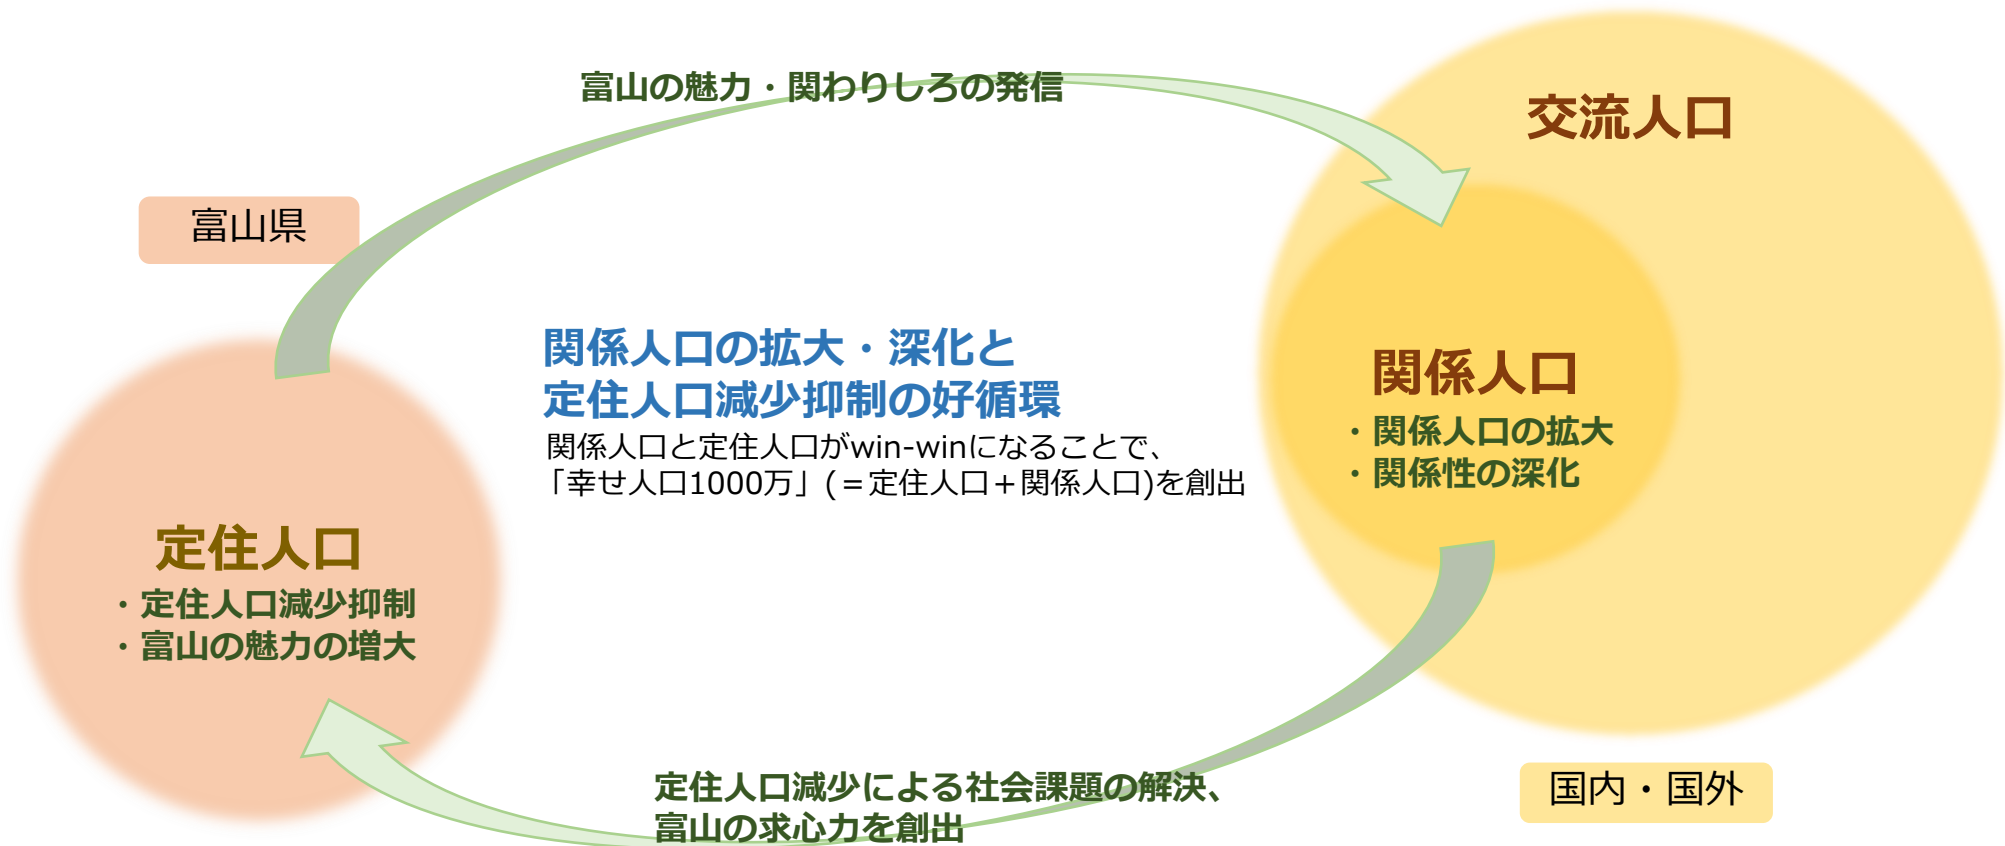 富山の魅力・関わりしろの発信
交流人口
富山県
関係人口の拡大・深化と
定住人口減少抑制の好循環
関係人口と定住人口がwin-winになることで、
「幸せ人口1000万」(＝定住人口＋関係人口)を創出
関係人口
・関係人口の拡大
・関係性の深化
定住人口
・定住人口減少抑制
・富山の魅力の増大
定住人口減少による社会課題の解決、
富山の求心力を創出
国内・国外